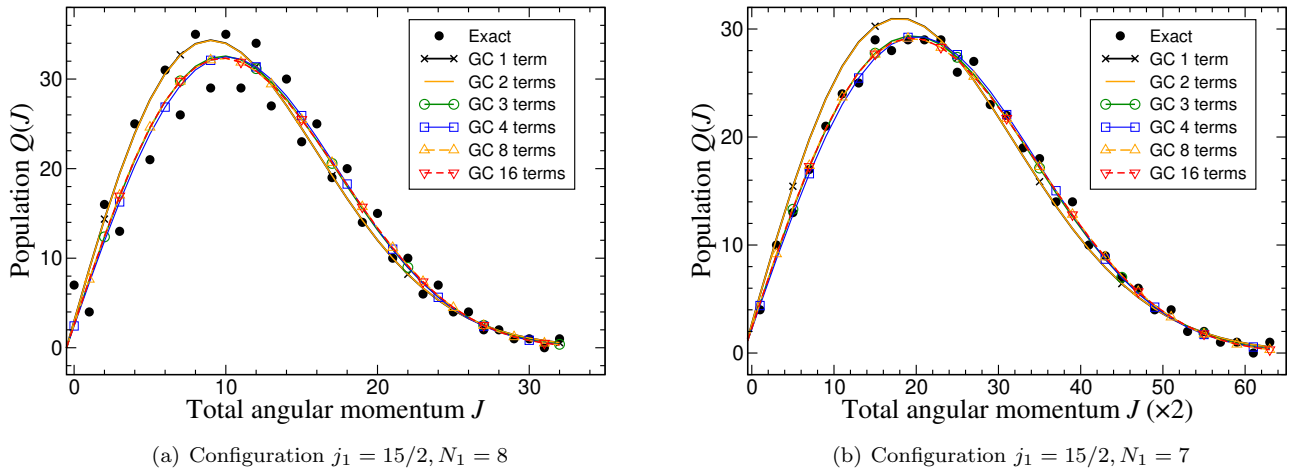 30
20
10
0
Population Q(J)
Exact
GC 1 term
GC 2 terms
GC 3 terms
GC 4 terms
GC 8 terms
GC 16 terms
0 10 20 30
Total angular momentum J
(a) Configuration j₁ = 15/2, N₁ = 8
30
20
10
0
Population Q(J)
Exact
GC 1 term
GC 2 terms
GC 3 terms
GC 4 terms
GC 8 terms
GC 16 terms
0 10 20 30 40 50 60
Total angular momentum J (×2)
(b) Configuration j₁ = 15/2, N₁ = 7